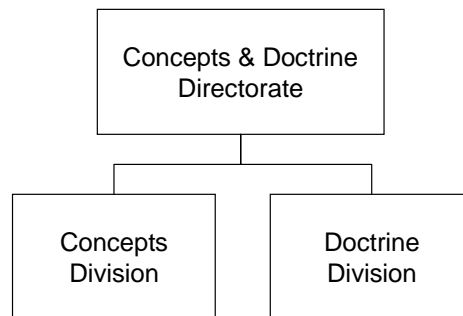 Concepts & Doctrine
Directorate
Concepts
Division
Doctrine
Division